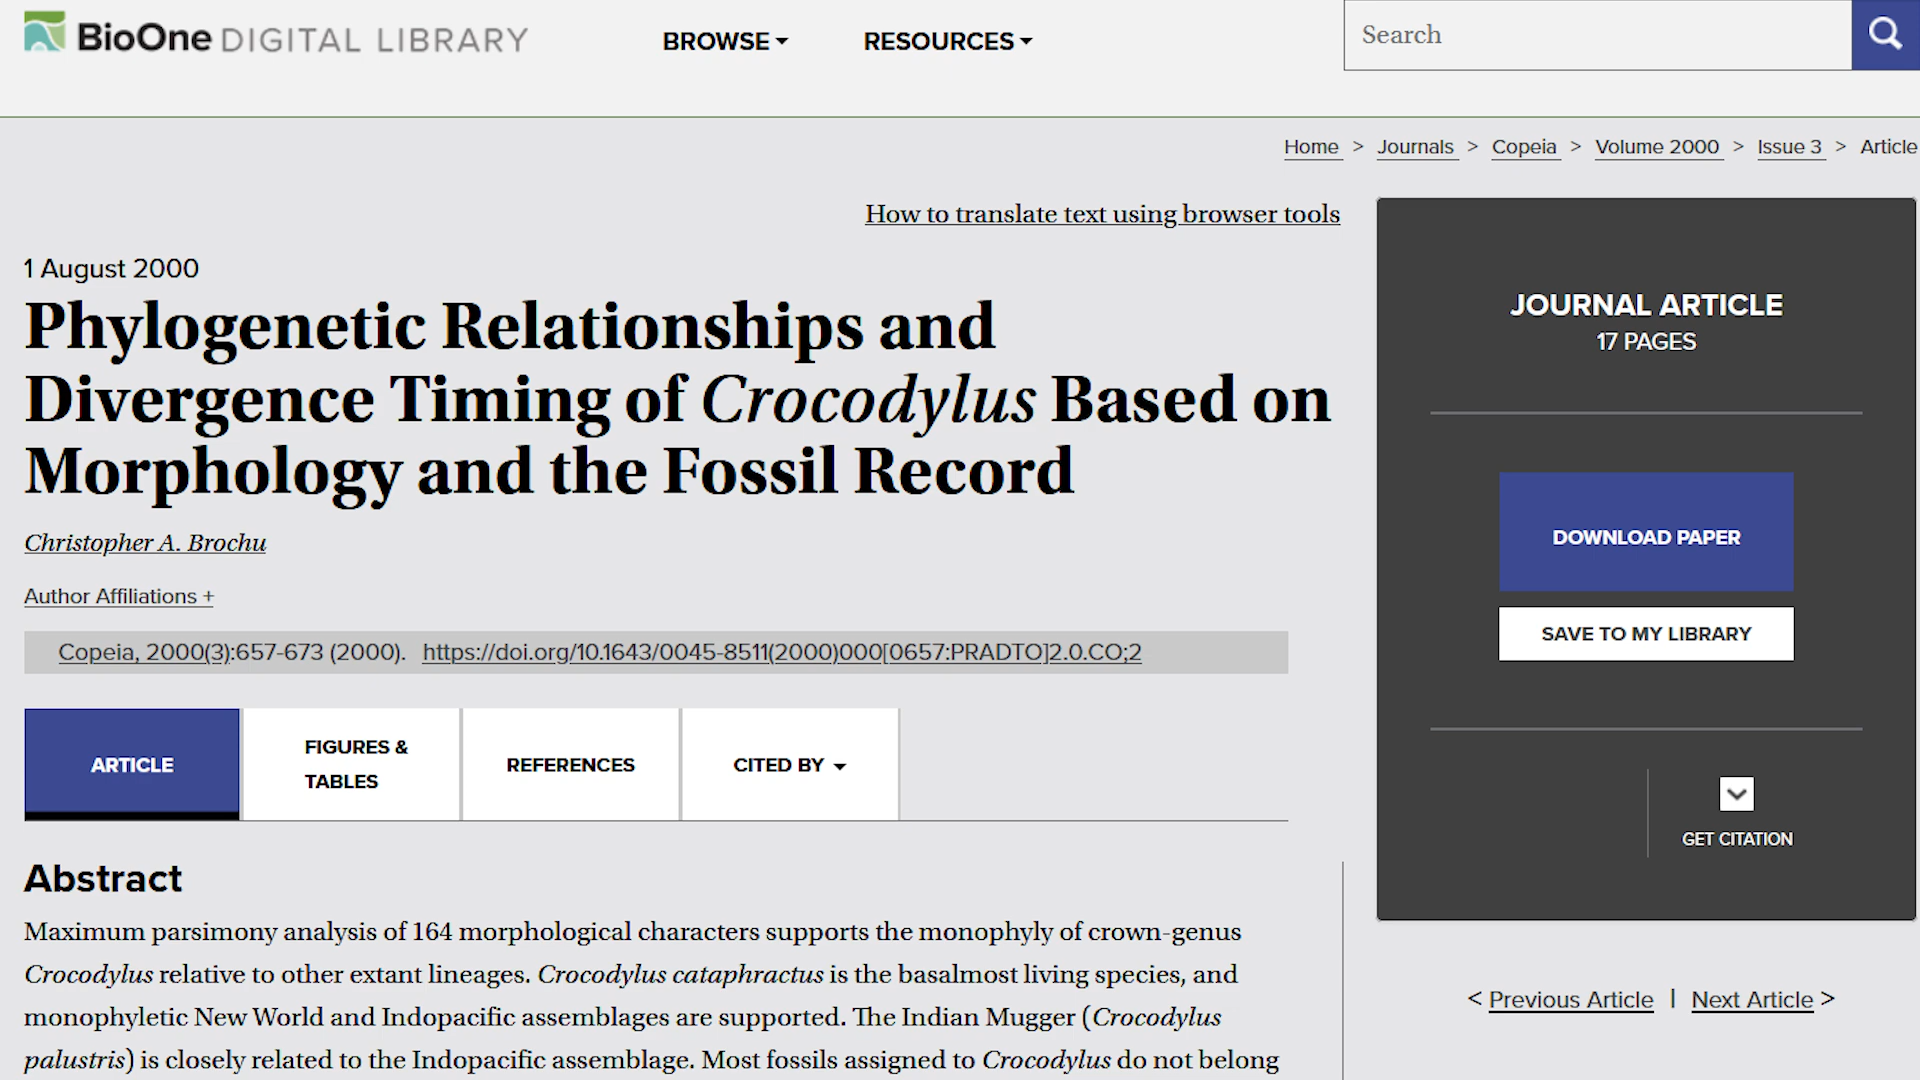 BioOne DIGITAL LIBRARY
BROWSE
RESOURCES
Search
Home > Journals > Copeia > Volume 2000 > Issue 3 > Article
How to translate text using browser tools
1 August 2000
Phylogenetic Relationships and
Divergence Timing of Crocodylus Based on
Morphology and the Fossil Record
Christopher A. Brochu
Author Affiliations +
Copeia, 2000(3):657-673 (2000). https://doi.org/10.1643/0045-8511(2000)000[0657:PRADTO]2.0.CO;2
ARTICLE
FIGURES &
TABLES
REFERENCES
CITED BY
Abstract
Maximum parsimony analysis of 164 morphological characters supports the monophyly of crown-genus
Crocodylus relative to other extant lineages. Crocodylus cataphractus is the basalmost living species, and
monophyletic New World and Indopacific assemblages are supported. The Indian Mugger (Crocodylus
palustris) is closely related to the Indopacific assemblage. Most fossils assigned to Crocodylus do not belong
JOURNAL ARTICLE
17 PAGES
DOWNLOAD PAPER
SAVE TO MY LIBRARY
GET CITATION
< Previous Article | Next Article >